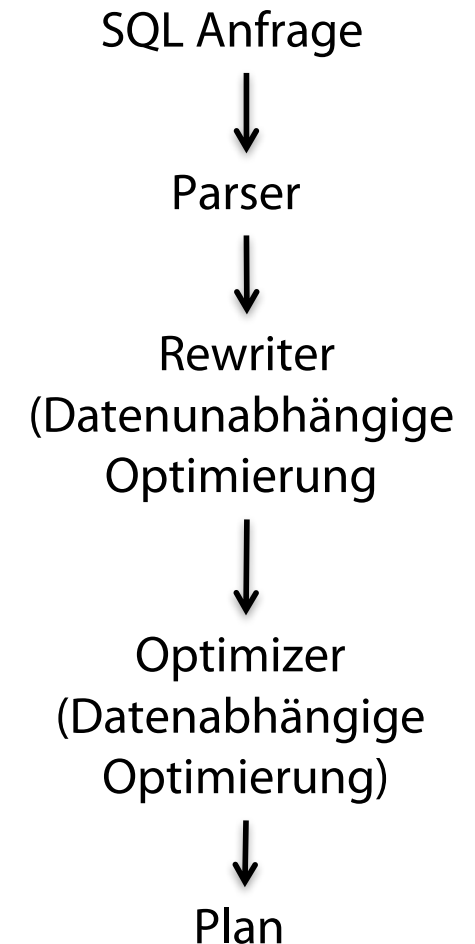 SQL Anfrage
Parser
Rewriter
(Datenunabhängige
Optimierung
Optimizer
(Datenabhängige
Optimierung)
Plan